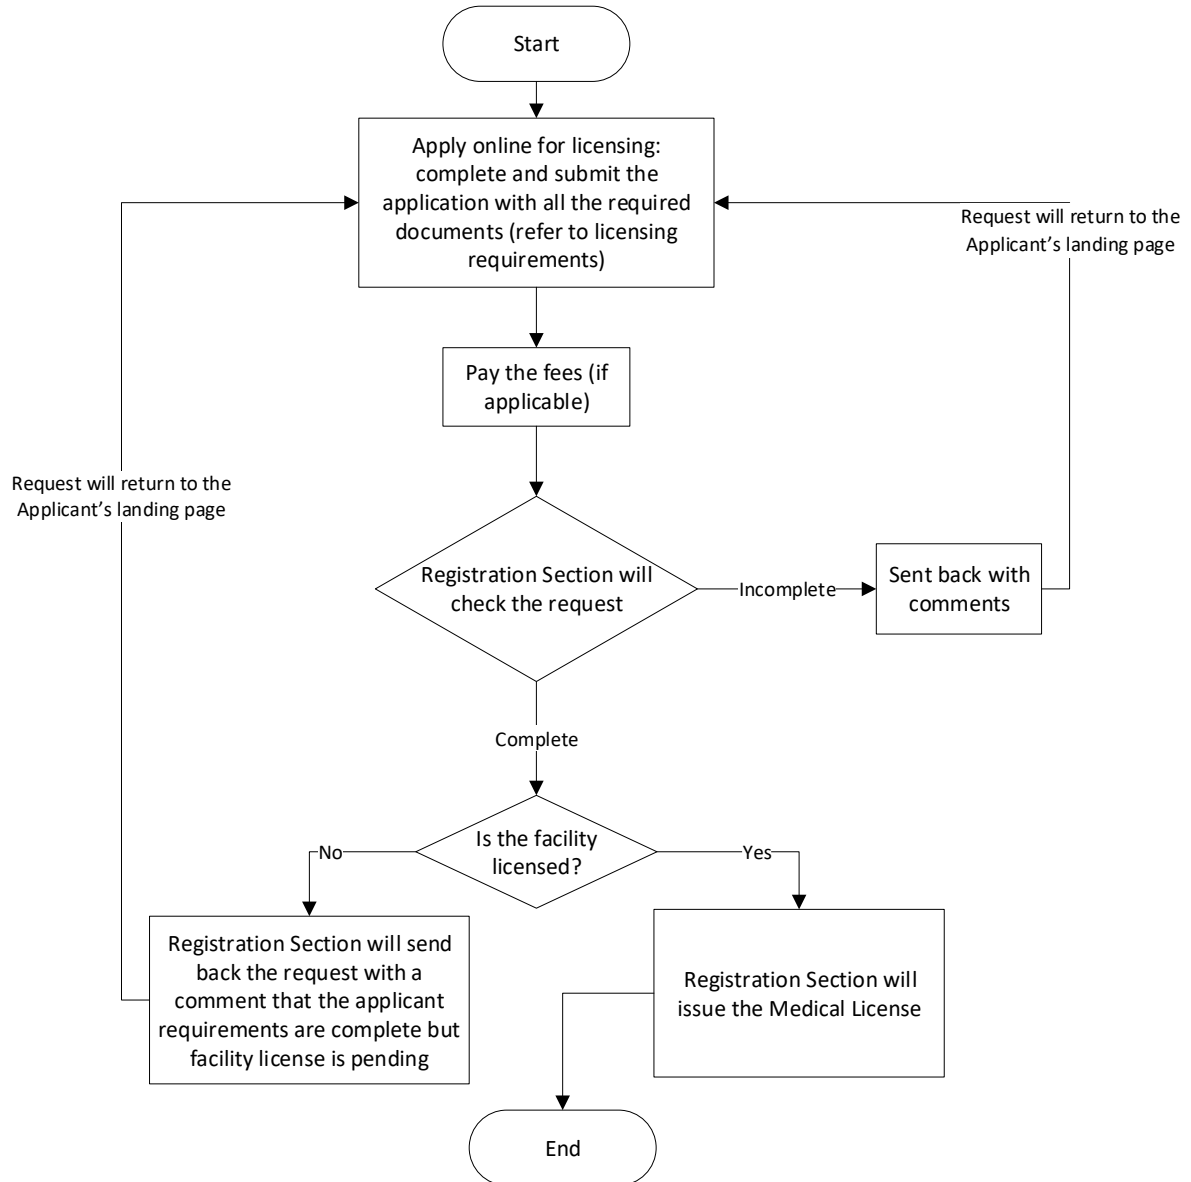 Start
Apply online for licensing:
complete and submit the
application with all the required
documents (refer to licensing
requirements)
Request will return to the
Applicant’s landing page
Pay the fees (if
applicable)
Request will return to the
Applicant’s landing page
Registration Section will
check the request
Incomplete
Sent back with
comments
Complete
Is the facility
licensed?
No
Yes
Registration Section will send
back the request with a
comment that the applicant
requirements are complete but
facility license is pending
Registration Section will
issue the Medical License
End